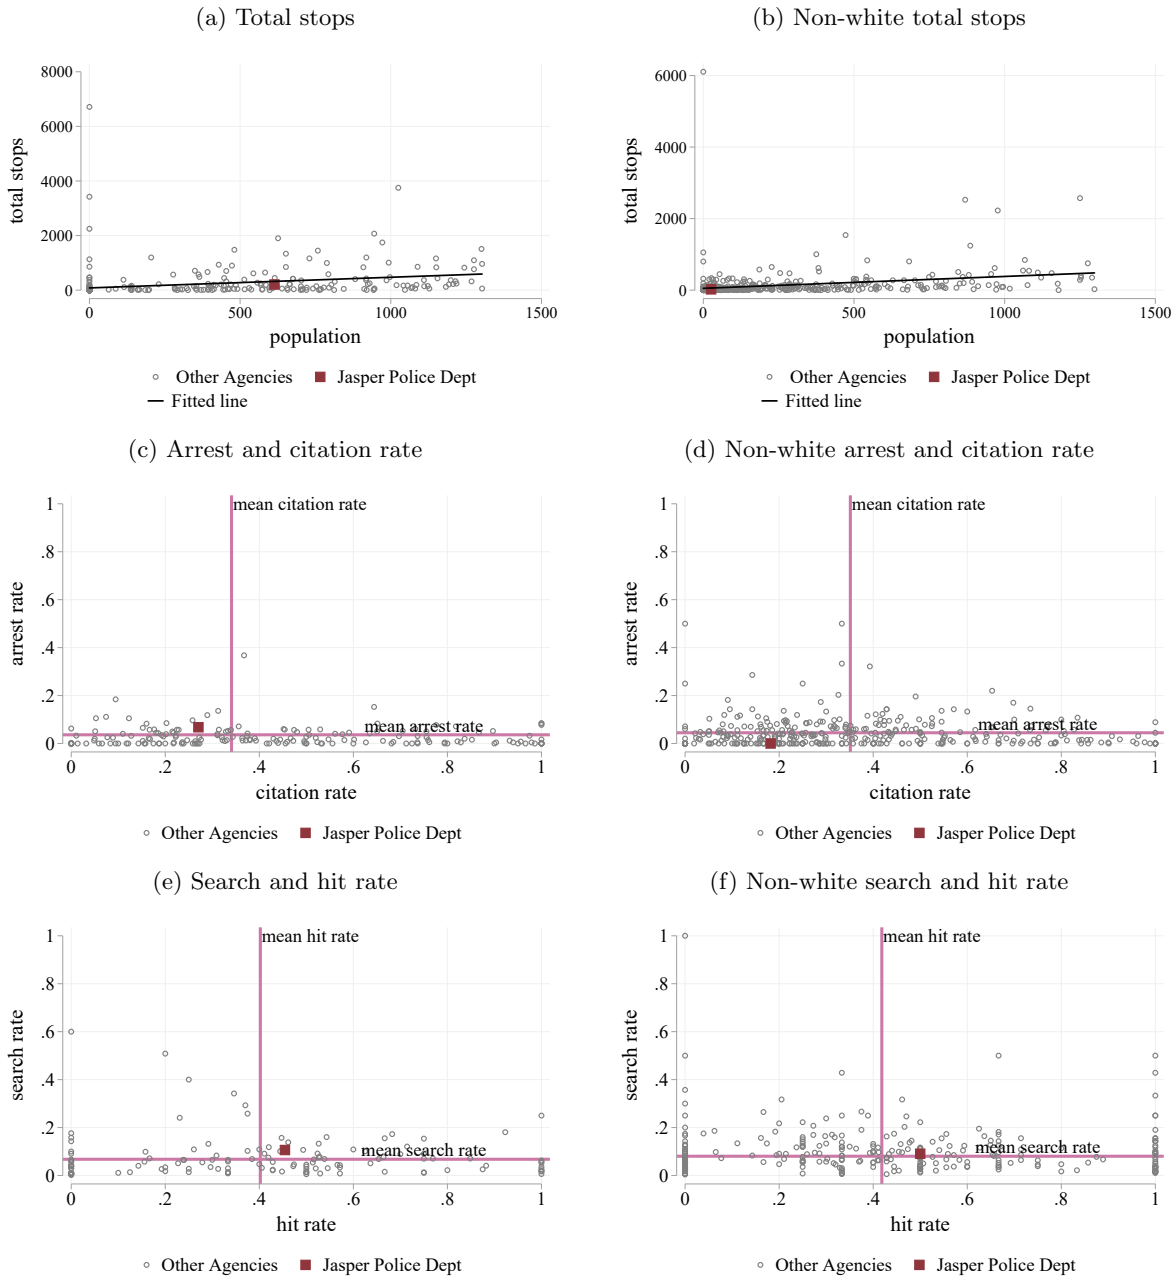 (a) Total stops
(b) Non-white total stops
8000
6000
4000
2000
0
total stops
0 500 1000 1500
population
Other Agencies Jasper Police Dept
Fitted line
6000
4000
2000
0
total stops
0 500 1000 1500
population
Other Agencies Jasper Police Dept
Fitted line
(c) Arrest and citation rate
(d) Non-white arrest and citation rate
1
.8
.6
.4
.2
0
arrest rate
mean citation rate
mean arrest rate
0 .2 .4 .6 .8 1
citation rate
Other Agencies Jasper Police Dept
1
.8
.6
.4
.2
0
arrest rate
mean citation rate
mean arrest rate
0 .2 .4 .6 .8 1
citation rate
Other Agencies Jasper Police Dept
(e) Search and hit rate
(f) Non-white search and hit rate
1
.8
.6
.4
.2
0
search rate
mean hit rate
mean search rate
0 .2 .4 .6 .8 1
hit rate
Other Agencies Jasper Police Dept
1
.8
.6
.4
.2
0
search rate
mean hit rate
mean search rate
0 .2 .4 .6 .8 1
hit rate
Other Agencies Jasper Police Dept